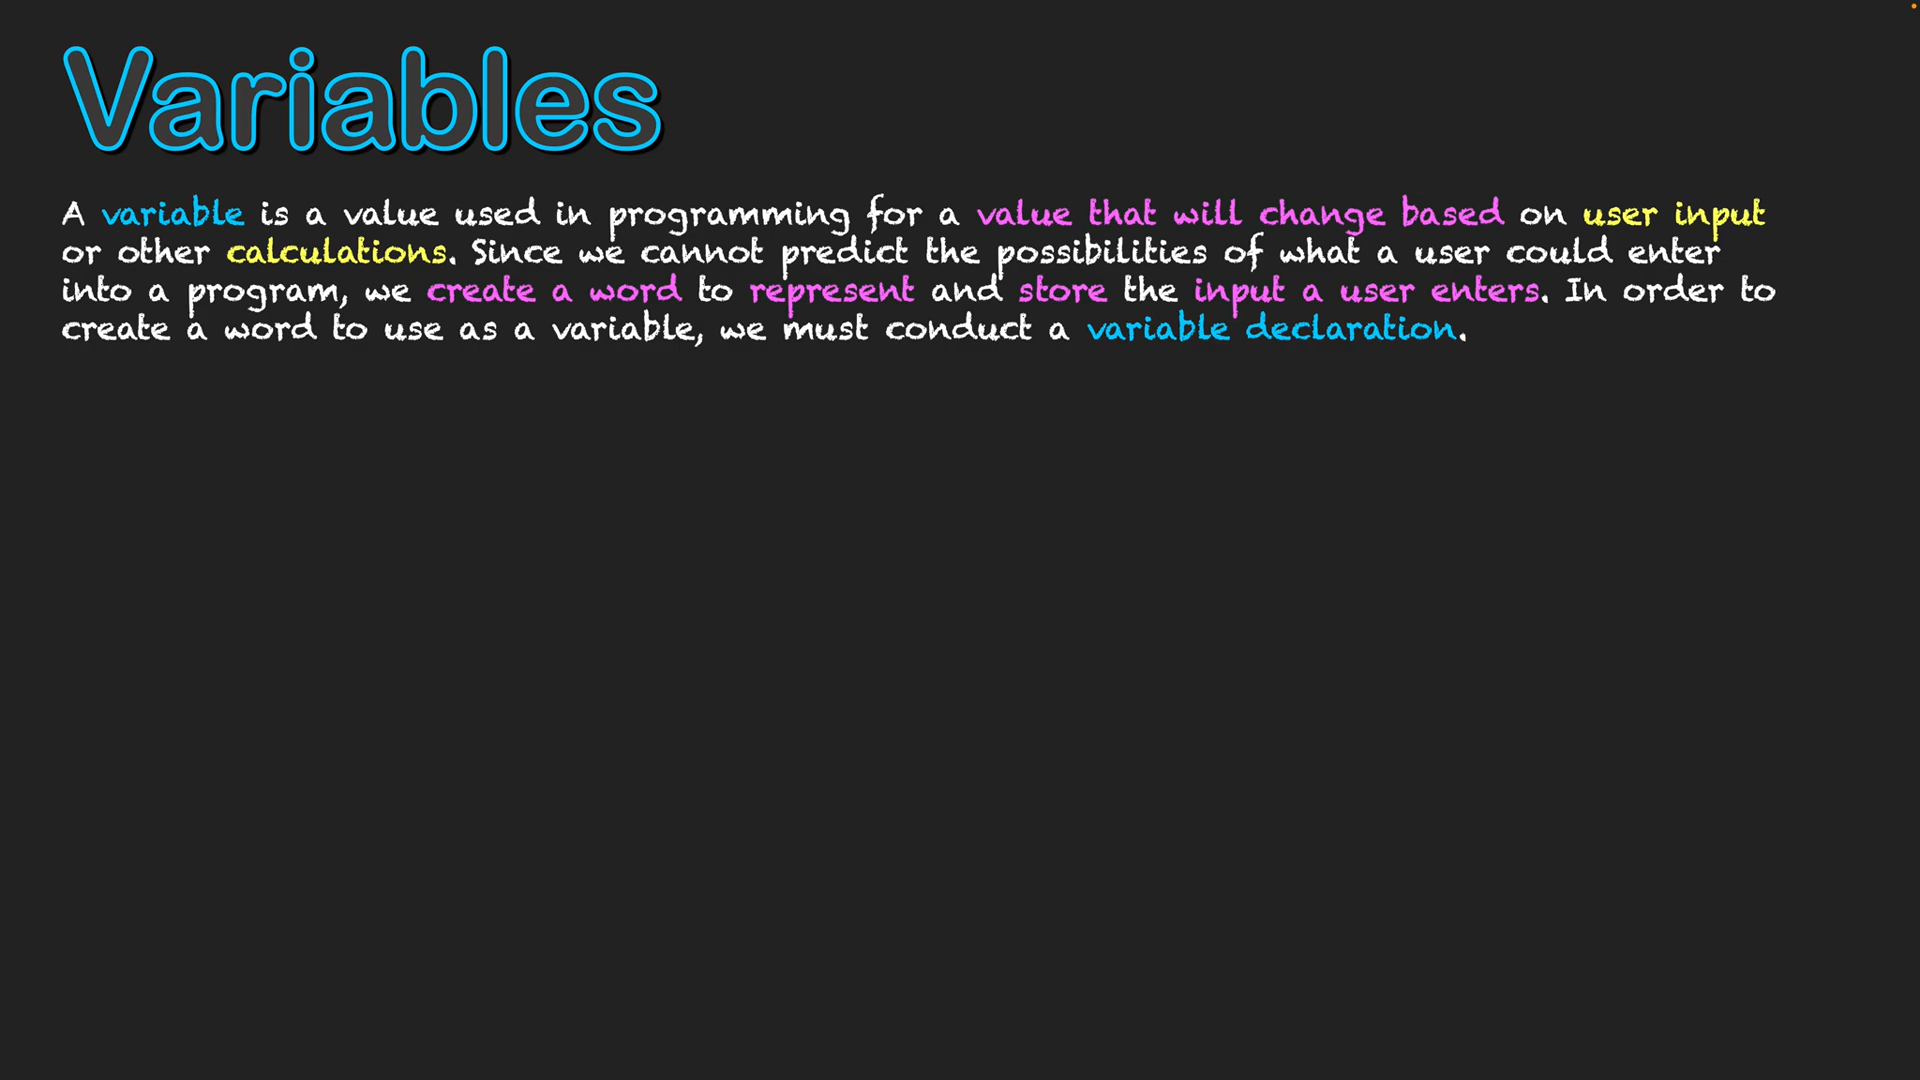 Variables
A variable is a value used in programming for a value that will change based on user input
or other calculations. Since we cannot predict the possibilities of what a user could enter
into a program, we create a word to represent and store the input a user enters. In order to
create a word to use as a variable, we must conduct a variable declaration.